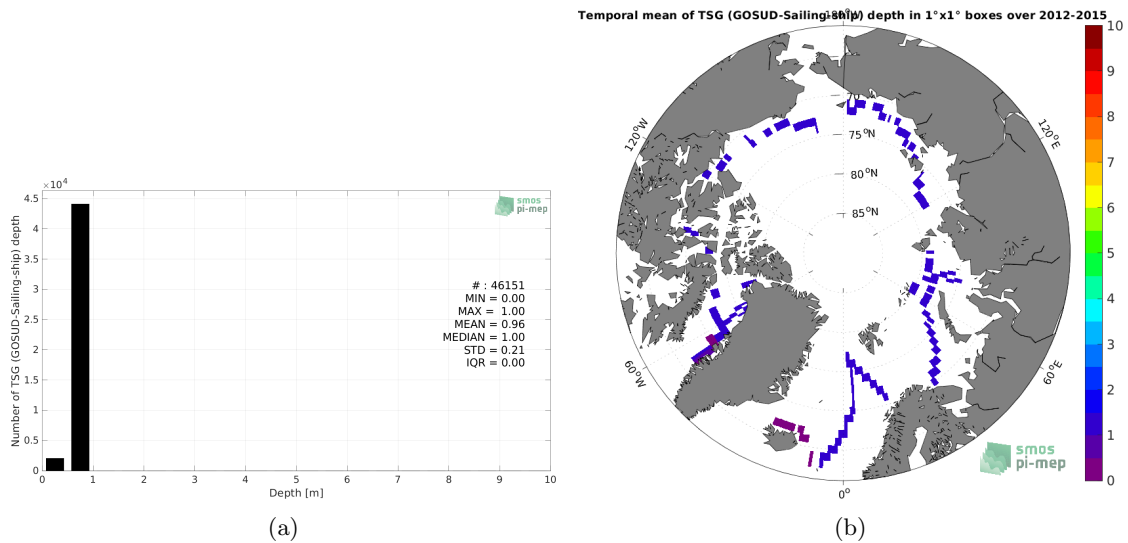 ×10⁴
4.5
4
3.5
3
2.5
2
1.5
1
0.5
0
Number of TSG (GOSUD-Sailing-ship) depth
0 1 2 3 4 5 6 7 8 9 10
Depth [m]
smos
pi-mep
# : 46151
MIN = 0.00
MAX = 1.00
MEAN = 0.96
MEDIAN = 1.00
STD = 0.21
IQR = 0.00
(a)
Temporal mean of TSG (GOSUD-Sailing-ship) depth in 1°x1° boxes over 2012-2015
120°W
120°E
70
75°N
80°N
85°N
60°W
60°E
0°
smos
pi-mep
10
9
8
7
6
5
4
3
2
1
0
(b)